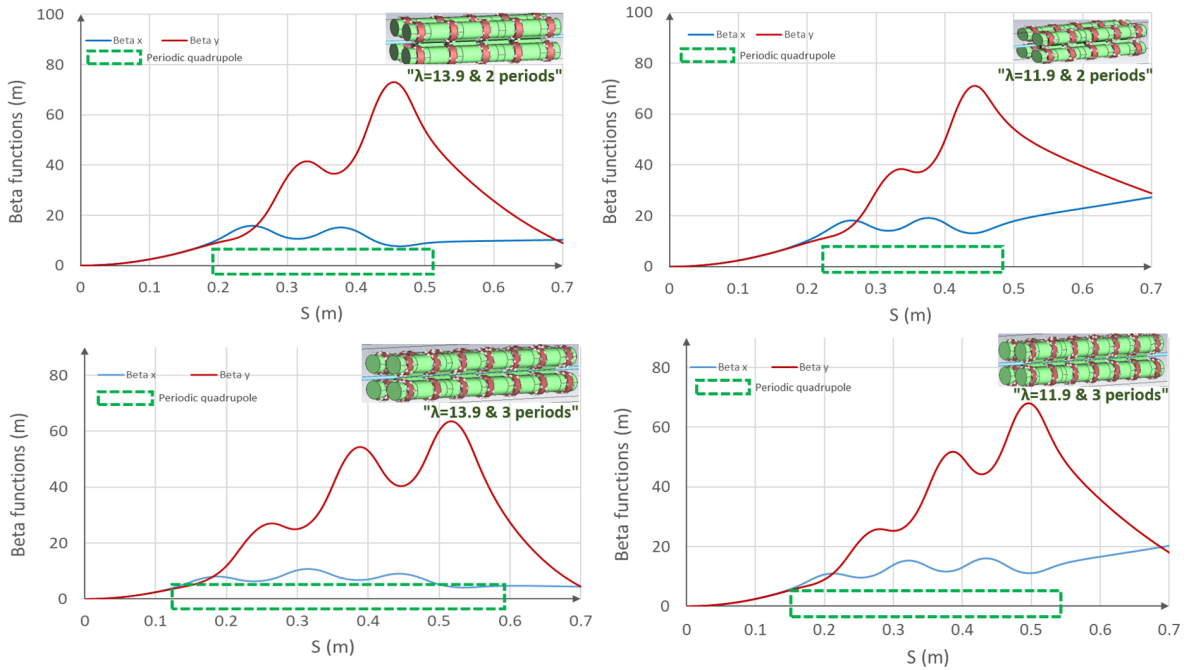 100
80
60
40
20
0
Beta functions (m)
Beta x
Beta y
Periodic quadrupole
"λ=13.9 & 2 periods"
0 0.1 0.2 0.3 0.4 0.5 0.6 0.7
S (m)
100
80
60
40
20
0
Beta functions (m)
Beta x
Beta y
Periodic quadrupole
"λ=11.9 & 2 periods"
0 0.1 0.2 0.3 0.4 0.5 0.6 0.7
S (m)
80
60
40
20
0
Beta functions (m)
Beta x
Beta y
Periodic quadrupole
"λ=13.9 & 3 periods"
0 0.1 0.2 0.3 0.4 0.5 0.6 0.7
S (m)
80
60
40
20
0
Beta functions (m)
Beta x
Beta y
Periodic quadrupole
"λ=11.9 & 3 periods"
0 0.1 0.2 0.3 0.4 0.5 0.6 0.7
S (m)